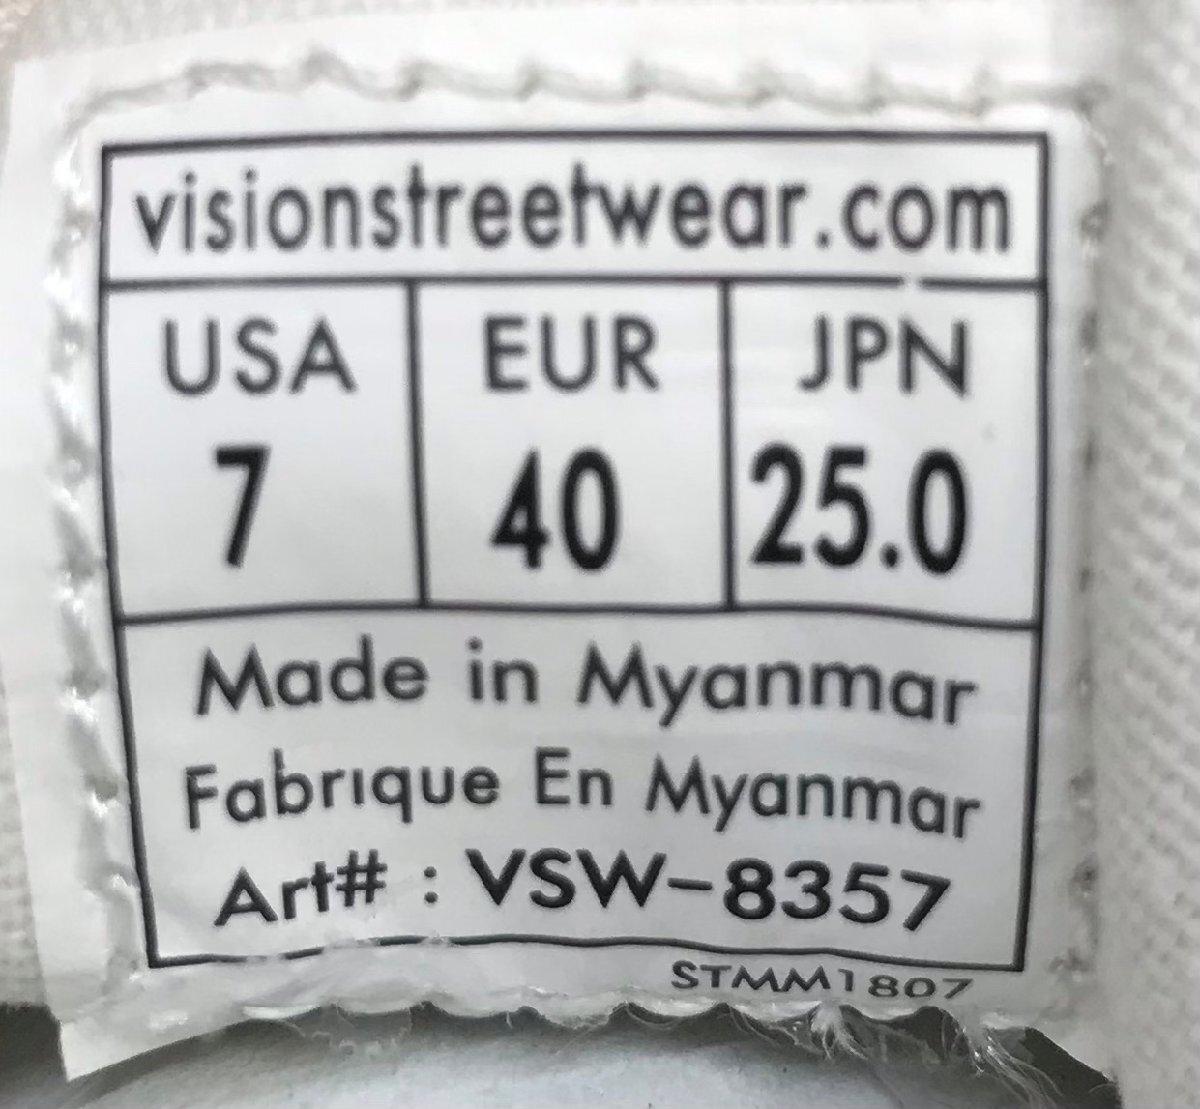 visionstreetwear.com
USA EUR JPN
7 40 25.0
Made in Myanmar
Fabrique En Myanmar
Art# : VSW-8357
STMM1807